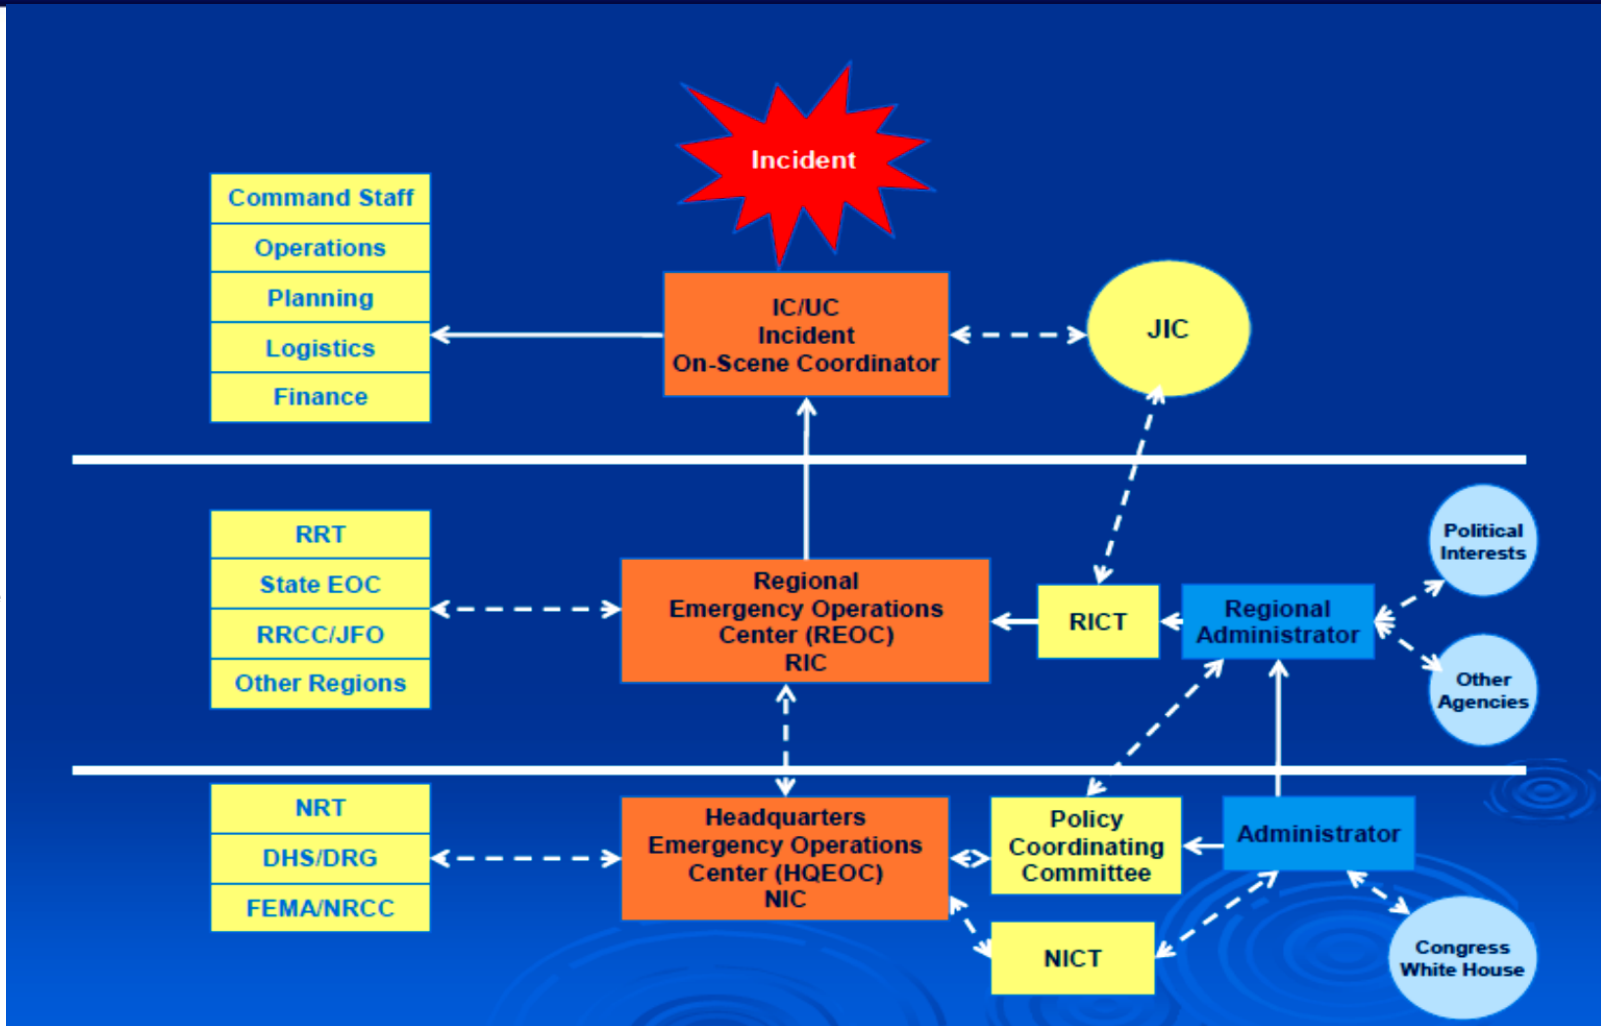 Incident
Command Staff
Operations
Planning
Logistics
Finance
IC/UC
Incident
On-Scene Coordinator
JIC
RRT
State EOC
RRCC/JFO
Other Regions
Regional
Emergency Operations
Center (REOC)
RIC
RICT
Regional
Administrator
Political
Interests
Other
Agencies
NRT
DHS/DRG
FEMA/NRCC
Headquarters
Emergency Operations
Center (HQEOC)
NIC
Policy
Coordinating
Committee
NICT
Administrator
Congress
White House